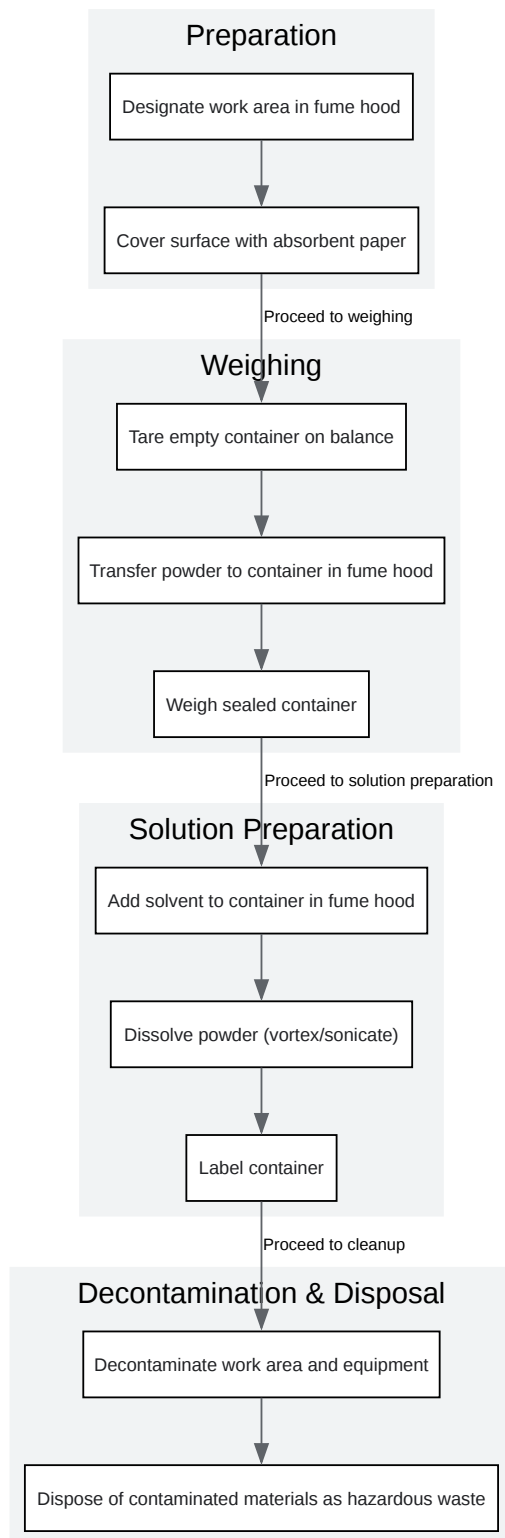 Preparation
Designate work area in fume hood
Cover surface with absorbent paper
Proceed to weighing
Weighing
Tare empty container on balance
Transfer powder to container in fume hood
Weigh sealed container
Proceed to solution preparation
Solution Preparation
Add solvent to container in fume hood
Dissolve powder (vortex/sonicate)
Label container
Proceed to cleanup
Decontamination & Disposal
Decontaminate work area and equipment
Dispose of contaminated materials as hazardous waste